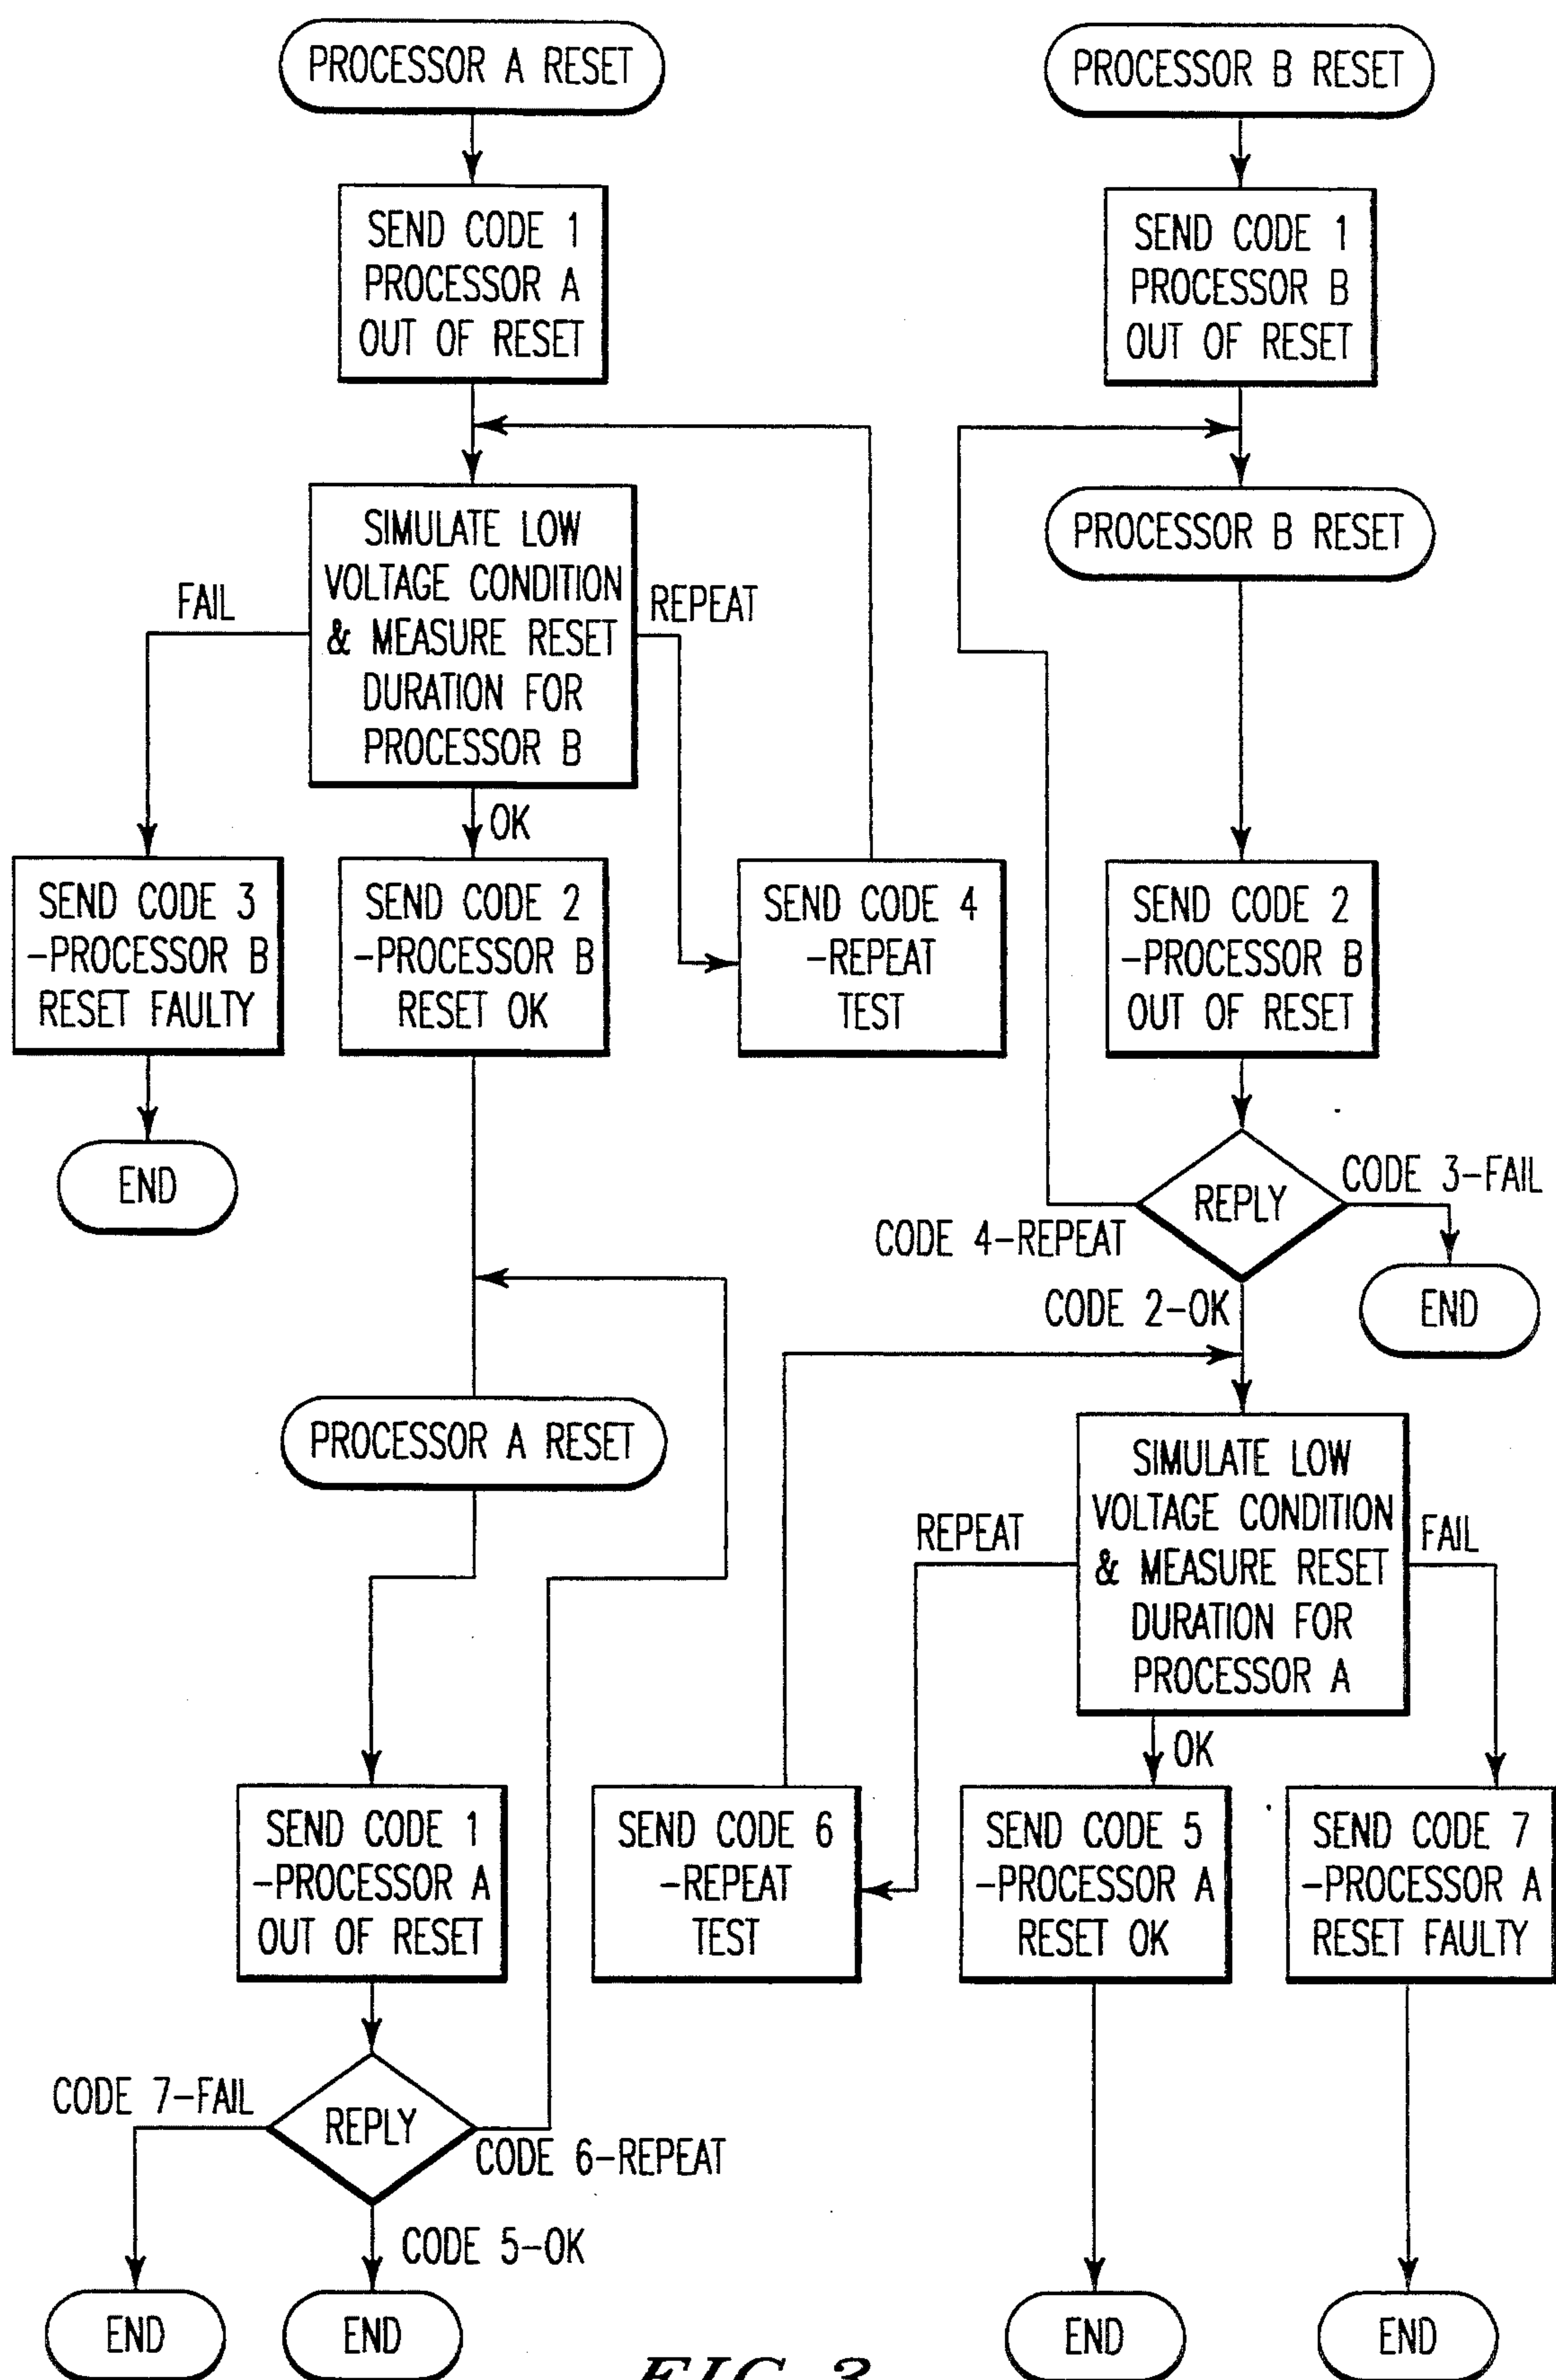 PROCESSOR A RESET
SEND CODE 1
PROCESSOR A
OUT OF RESET
SIMULATE LOW
VOLTAGE CONDITION
& MEASURE RESET
DURATION FOR
PROCESSOR B
FAIL
REPEAT
OK
SEND CODE 3
-PROCESSOR B
RESET FAULTY
SEND CODE 2
-PROCESSOR B
RESET OK
SEND CODE 4
-REPEAT
TEST
END
PROCESSOR A RESET
SEND CODE 1
-PROCESSOR A
OUT OF RESET
REPLY
CODE 7-FAIL
CODE 6-REPEAT
CODE 5-OK
END
END
PROCESSOR B RESET
SEND CODE 1
PROCESSOR B
OUT OF RESET
PROCESSOR B RESET
SEND CODE 2
-PROCESSOR B
OUT OF RESET
REPLY
CODE 3-FAIL
CODE 4-REPEAT
CODE 2-OK
END
SIMULATE LOW
VOLTAGE CONDITION
& MEASURE RESET
DURATION FOR
PROCESSOR A
REPEAT
FAIL
OK
SEND CODE 6
-REPEAT
TEST
SEND CODE 5
-PROCESSOR A
RESET OK
SEND CODE 7
-PROCESSOR A
RESET FAULTY
END
END
FIG. 3